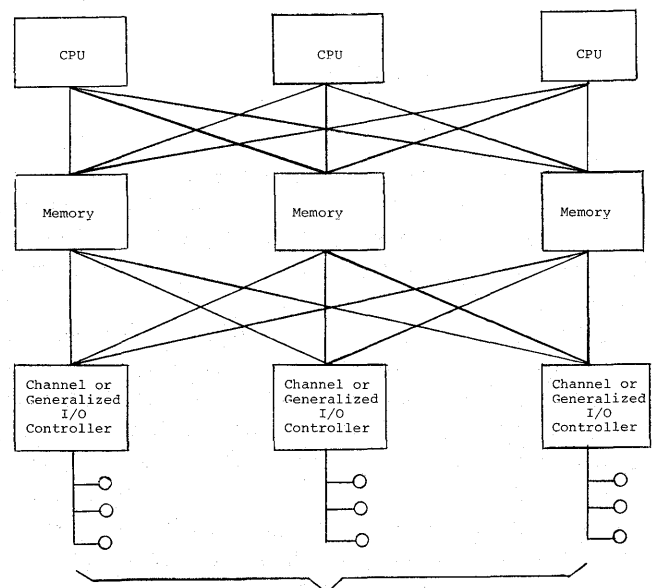 CPU
CPU
CPU
Memory
Memory
Memory
Channel or
Generalized
I/O
Controller
Channel or
Generalized
I/O
Controller
Channel or
Generalized
I/O
Controller